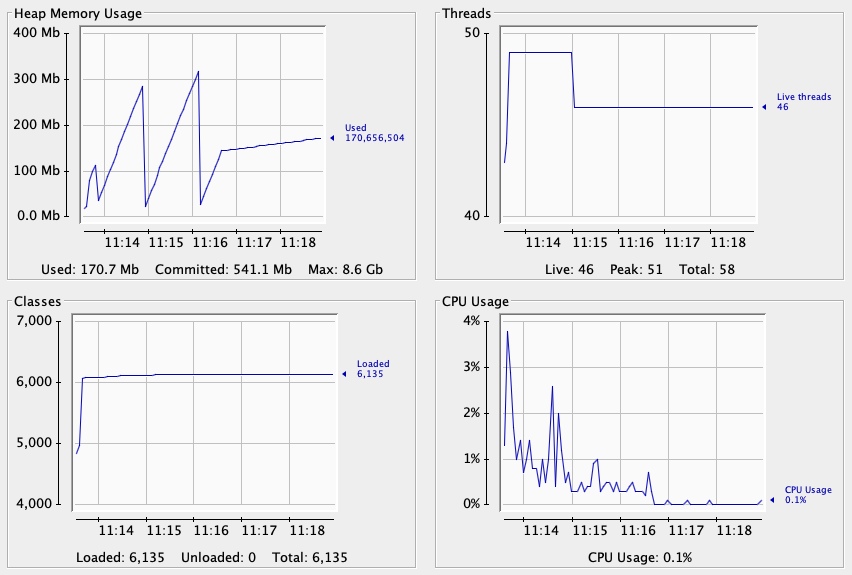 Heap Memory Usage
400 Mb
300 Mb
200 Mb
100 Mb
0.0 Mb
Used
170,656,504
11:14 11:15 11:16 11:17 11:18
Used: 170.7 Mb Committed: 541.1 Mb Max: 8.6 Gb
Threads
50
40
Live threads
46
11:14 11:15 11:16 11:17 11:18
Live: 46 Peak: 51 Total: 58
Classes
7,000
6,000
5,000
4,000
Loaded
6,135
11:14 11:15 11:16 11:17 11:18
Loaded: 6,135 Unloaded: 0 Total: 6,135
CPU Usage
4%
3%
2%
1%
0%
CPU Usage
0.1%
11:14 11:15 11:16 11:17 11:18
CPU Usage: 0.1%